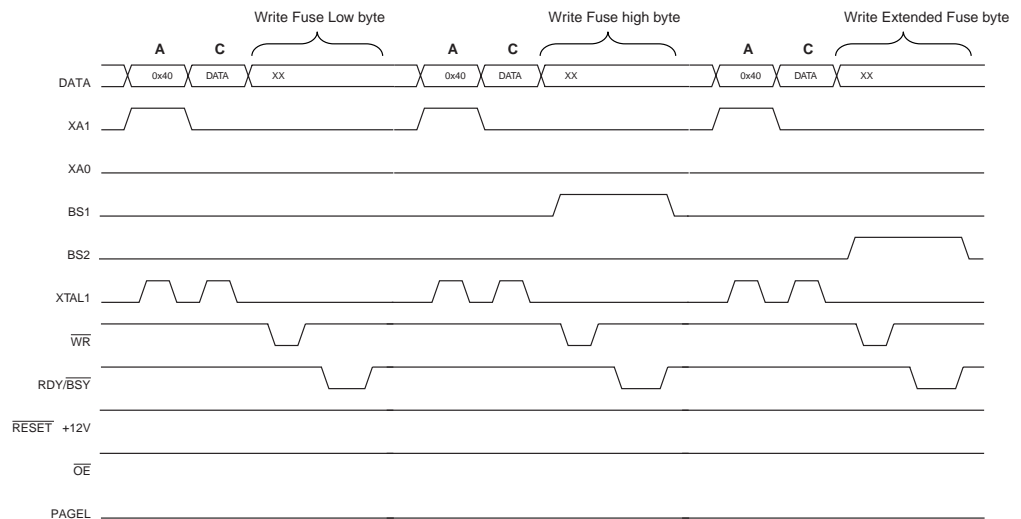 Write Fuse Low byte Write Fuse high byte Write Extended Fuse byte
A C A C A C
DATA 0x40 DATA XX 0x40 DATA XX 0x40 DATA XX
XA1
XA0
BS1
BS2
XTAL1
WR
RDY/BSY
RESET +12V
OE
PAGEL